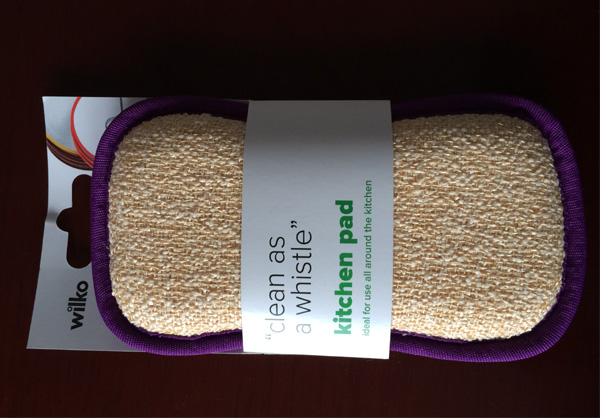 wilko
"clean as
a whistle"
kitchen pad
ideal for use all around the kitchen